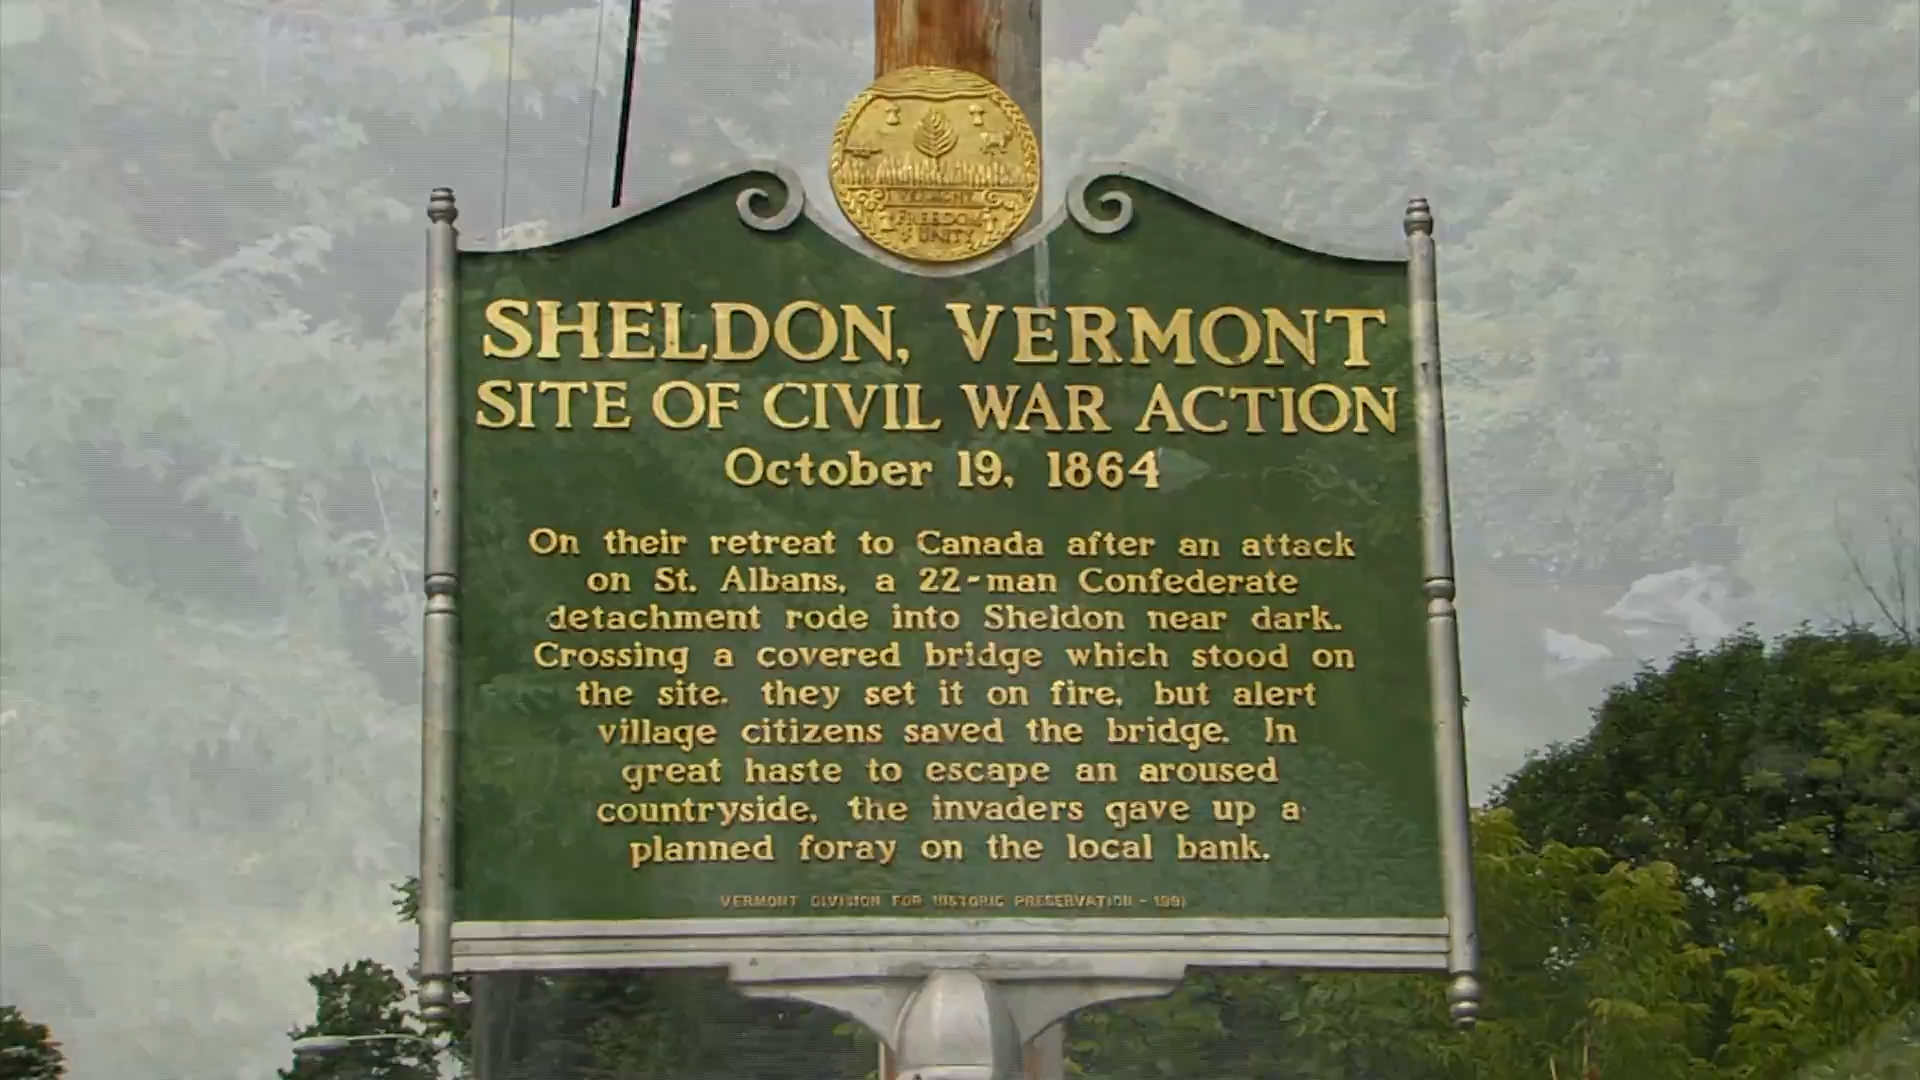 VERMONT
FREEDOM
& UNITY
SHELDON, VERMONT
SITE OF CIVIL WAR ACTION
October 19, 1864
On their retreat to Canada after an attack
on St. Albans, a 22-man Confederate
detachment rode into Sheldon near dark.
Crossing a covered bridge which stood on
the site, they set it on fire, but alert
village citizens saved the bridge. In
great haste to escape an aroused
countryside, the invaders gave up a
planned foray on the local bank.
VERMONT DIVISION FOR HISTORIC PRESERVATION - 1991